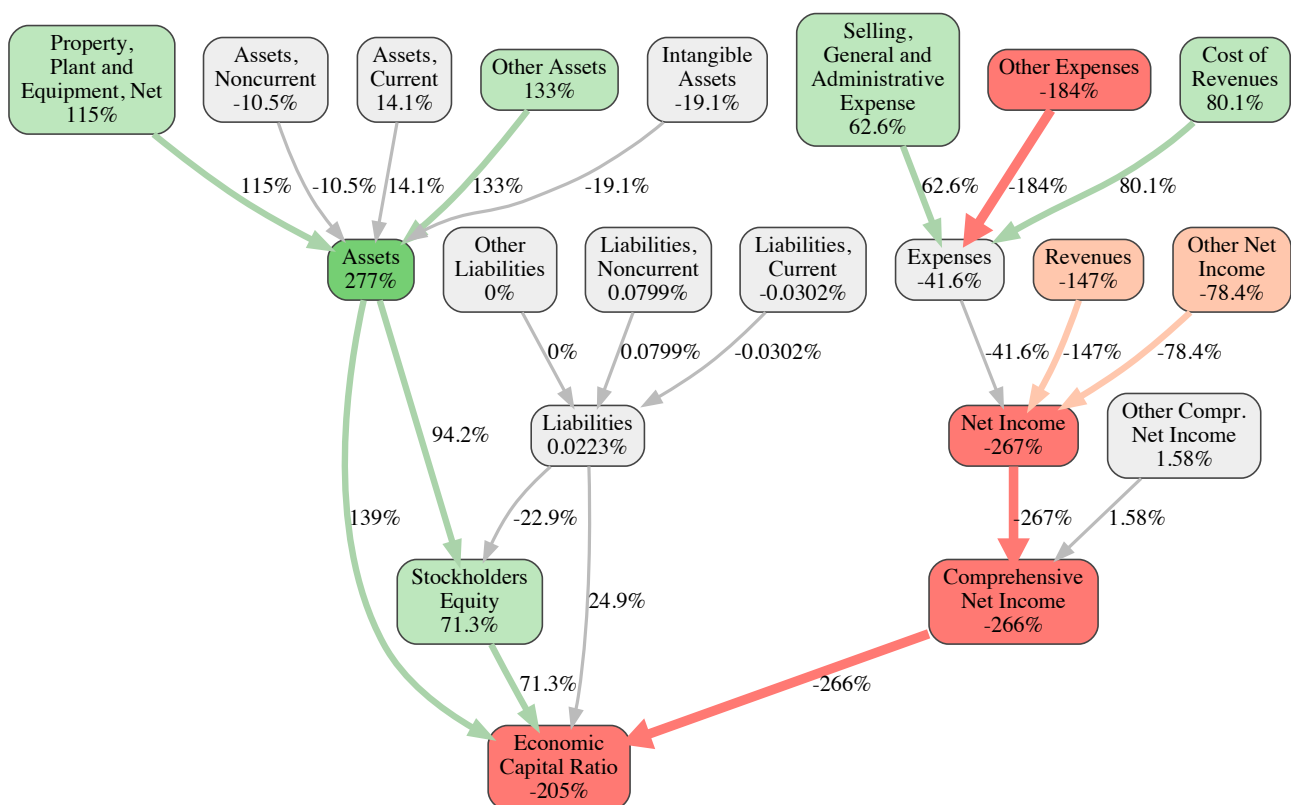 Property,
Plant and
Equipment, Net
115%
Assets,
Noncurrent
-10.5%
Assets,
Current
14.1%
Other Assets
133%
Intangible
Assets
-19.1%
Selling,
General and
Administrative
Expense
62.6%
Other Expenses
-184%
Cost of
Revenues
80.1%
115%
-10.5%
14.1%
133%
-19.1%
62.6%
-184%
80.1%
Assets
277%
Other
Liabilities
0%
Liabilities,
Noncurrent
0.0799%
Liabilities,
Current
-0.0302%
Expenses
-41.6%
Revenues
-147%
Other Net
Income
-78.4%
0%
0.0799%
-0.0302%
-41.6%
-147%
-78.4%
94.2%
Liabilities
0.0223%
Net Income
-267%
Other Compr.
Net Income
1.58%
139%
-22.9%
-267%
1.58%
Stockholders
Equity
71.3%
24.9%
Comprehensive
Net Income
-266%
71.3%
-266%
Economic
Capital Ratio
-205%